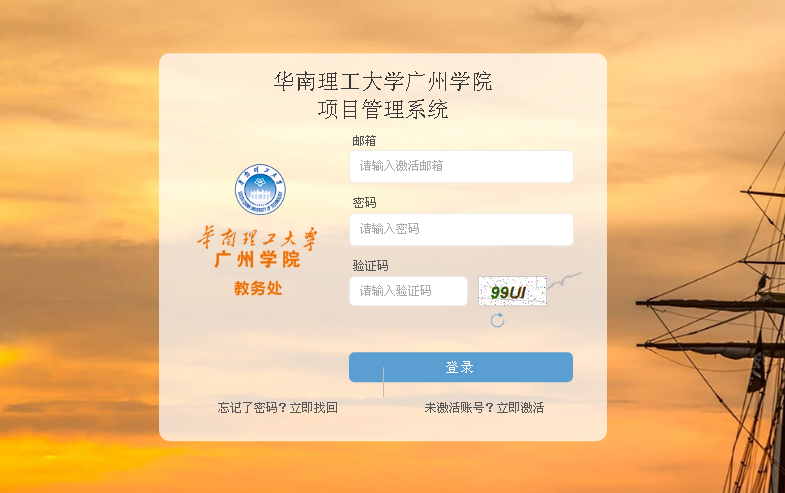 华南理工大学广州学院
项目管理系统
邮箱
请输入激活邮箱
华南理工大学
广州学院
教务处
密码
请输入密码
验证码
请输入验证码
99UI
登录
忘记了密码？立即找回
未激活账号？立即激活